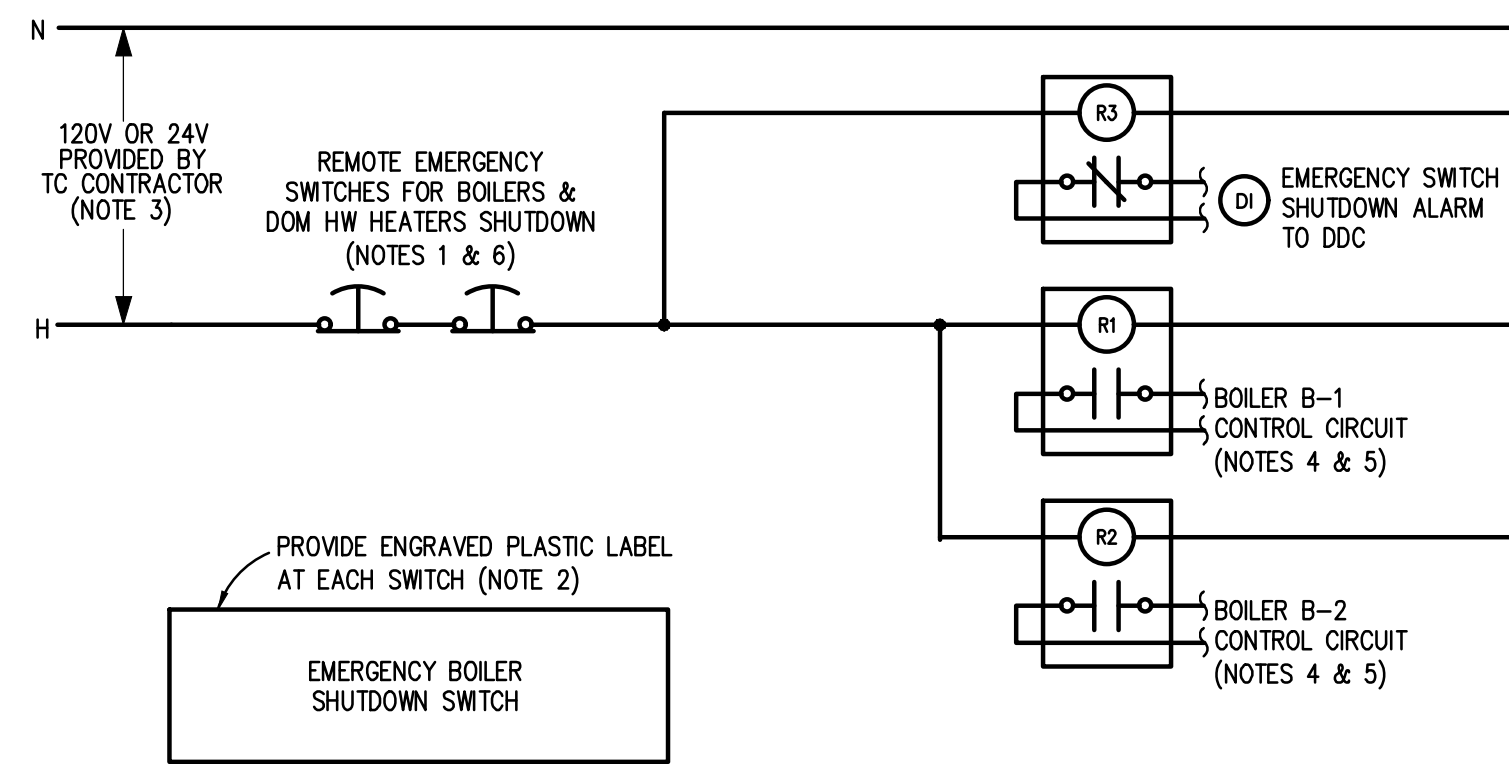 N
120V OR 24V
PROVIDED BY
TC CONTRACTOR
(NOTE 3)
REMOTE EMERGENCY
SWITCHES FOR BOILERS &
DOM HW HEATERS SHUTDOWN
(NOTES 1 & 6)
H
R3
DI
EMERGENCY SWITCH
SHUTDOWN ALARM
TO DDC
R1
BOILER B-1
CONTROL CIRCUIT
(NOTES 4 & 5)
R2
BOILER B-2
CONTROL CIRCUIT
(NOTES 4 & 5)
PROVIDE ENGRAVED PLASTIC LABEL
AT EACH SWITCH (NOTE 2)
EMERGENCY BOILER
SHUTDOWN SWITCH